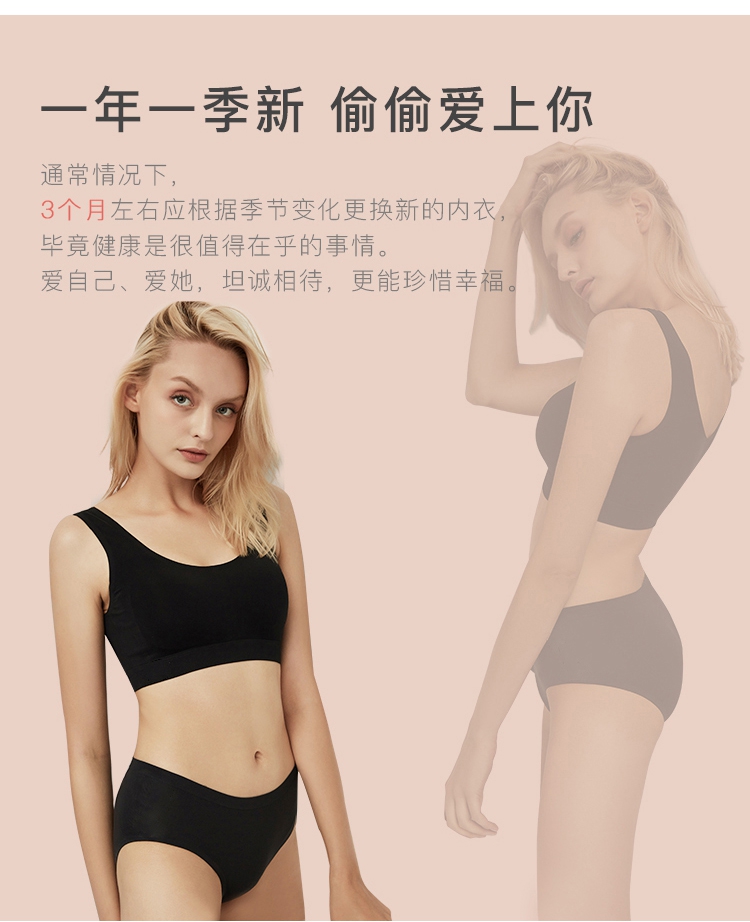 一年一季新 偷偷爱上你
通常情况下,
3个月左右应根据季节变化更换新的内衣,
毕竟健康是很值得在乎的事情。
爱自己、爱她，坦诚相待，更能珍惜幸福。